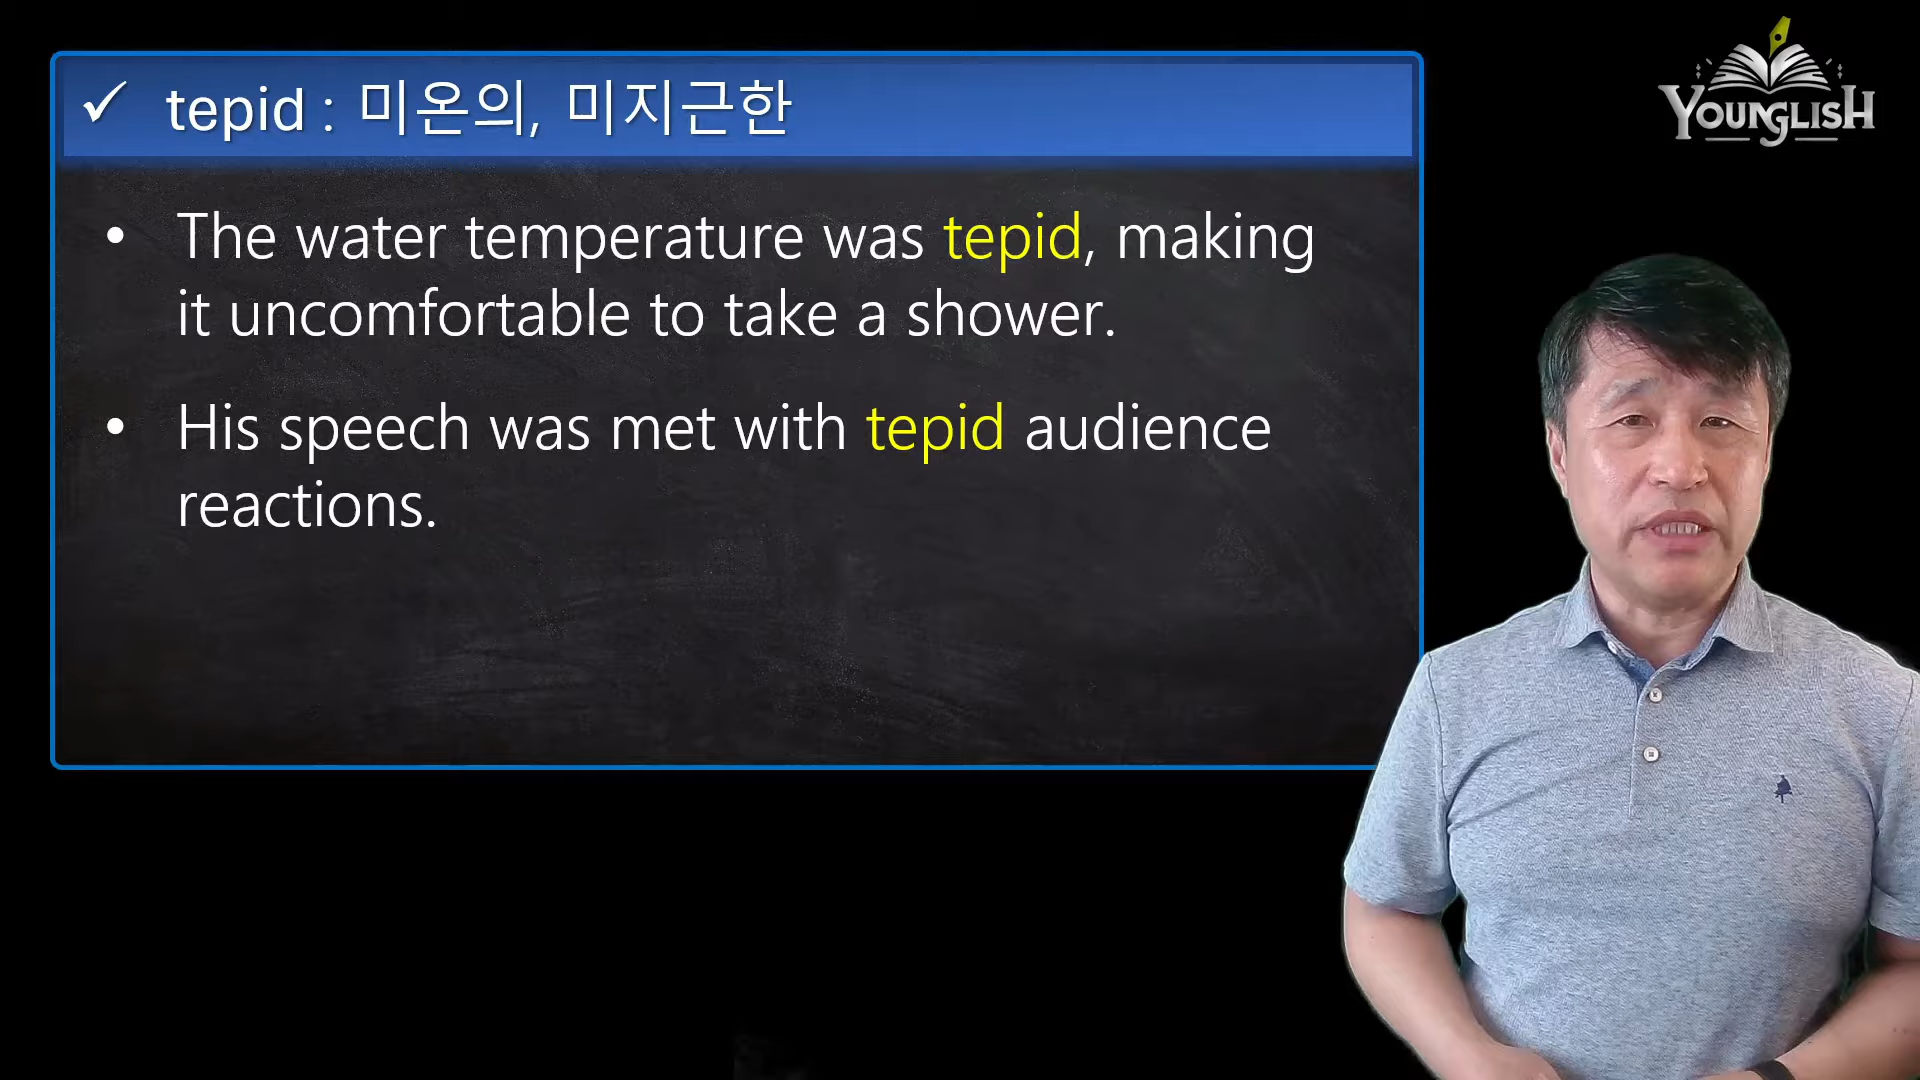 ✓ tepid : 미온의, 미지근한
• The water temperature was tepid, making
it uncomfortable to take a shower.
• His speech was met with tepid audience
reactions.
YOUNGLISH